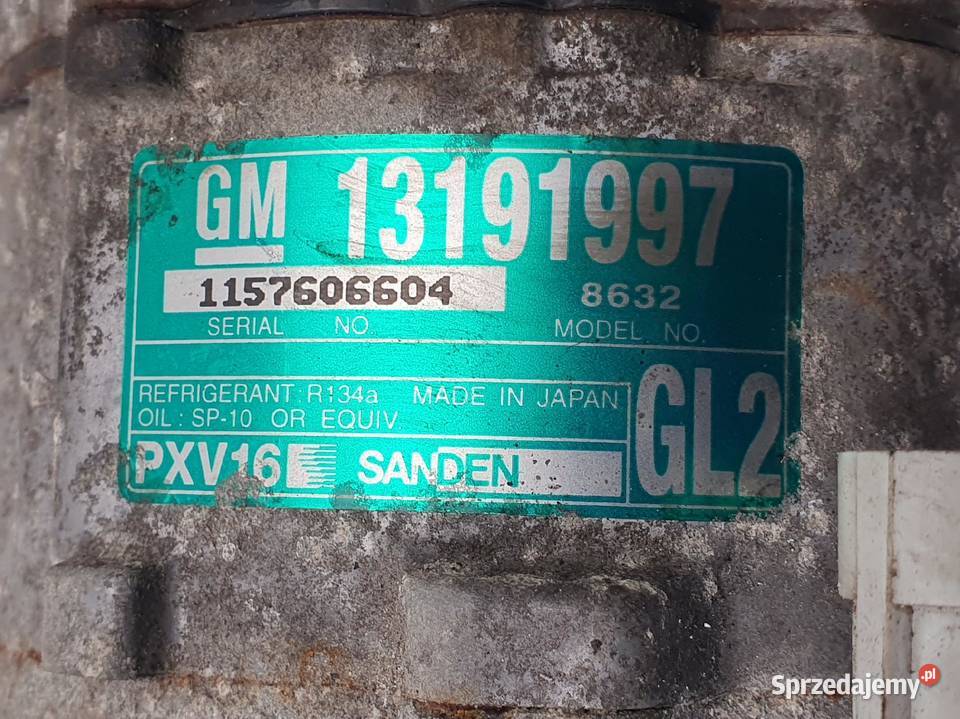 GM 13191997
1157606604 8632
SERIAL NO. MODEL NO.
REFRIGERANT: R134a MADE IN JAPAN
OIL : SP-10 OR EQUIV
GL2
PXV16 SANDEN
Sprzedajemy.pl